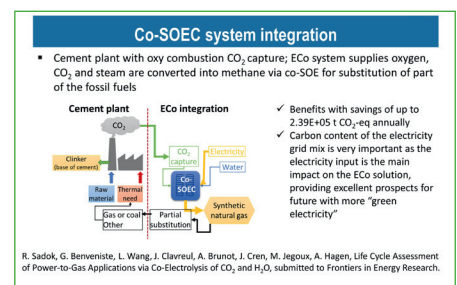 Co-SOEC system integration
▪ Cement plant with oxy combustion CO₂ capture; ECo system supplies oxygen,
CO₂ and steam are converted into methane via co-SOE for substitution of part
of the fossil fuels
Cement plant
ECo integration
CO₂
CO₂
capture
Electricity
Water
Clinker
(base of cement)
Co-
SOEC
Raw
material
Thermal
need
Gas or coal
Other
Partial
substitution
Synthetic
natural gas
✓ Benefits with savings of up to
2.39E+05 t CO₂-eq annually
✓ Carbon content of the electricity
grid mix is very important as
the electricity input is the main
impact on the ECo solution,
providing excellent prospects for
future with more “green
electricity”
R. Sadok, G. Benveniste, L. Wang, J. Clavreul, A. Brunot, J. Cren, M. Jegoux, A. Hagen, Life Cycle Assessment
of Power-to-Gas Applications via Co-Electrolysis of CO₂ and H₂O, submitted to Frontiers in Energy Research.